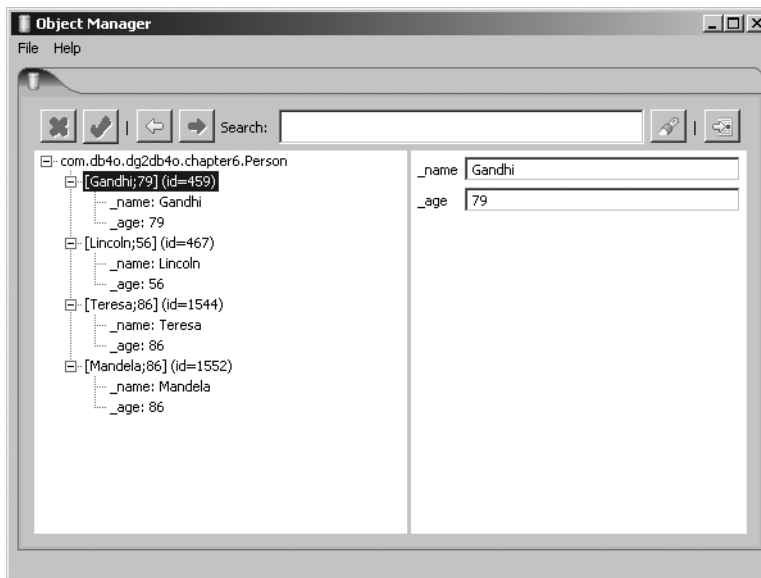 Object Manager
File Help
Search:
com.db4o.dg2db4o.chapter6.Person
[Gandhi;79] (id=459)
_name: Gandhi
_age: 79
[Lincoln;56] (id=467)
_name: Lincoln
_age: 56
[Teresa;86] (id=1544)
_name: Teresa
_age: 86
[Mandela;86] (id=1552)
_name: Mandela
_age: 86
_name Gandhi
_age 79